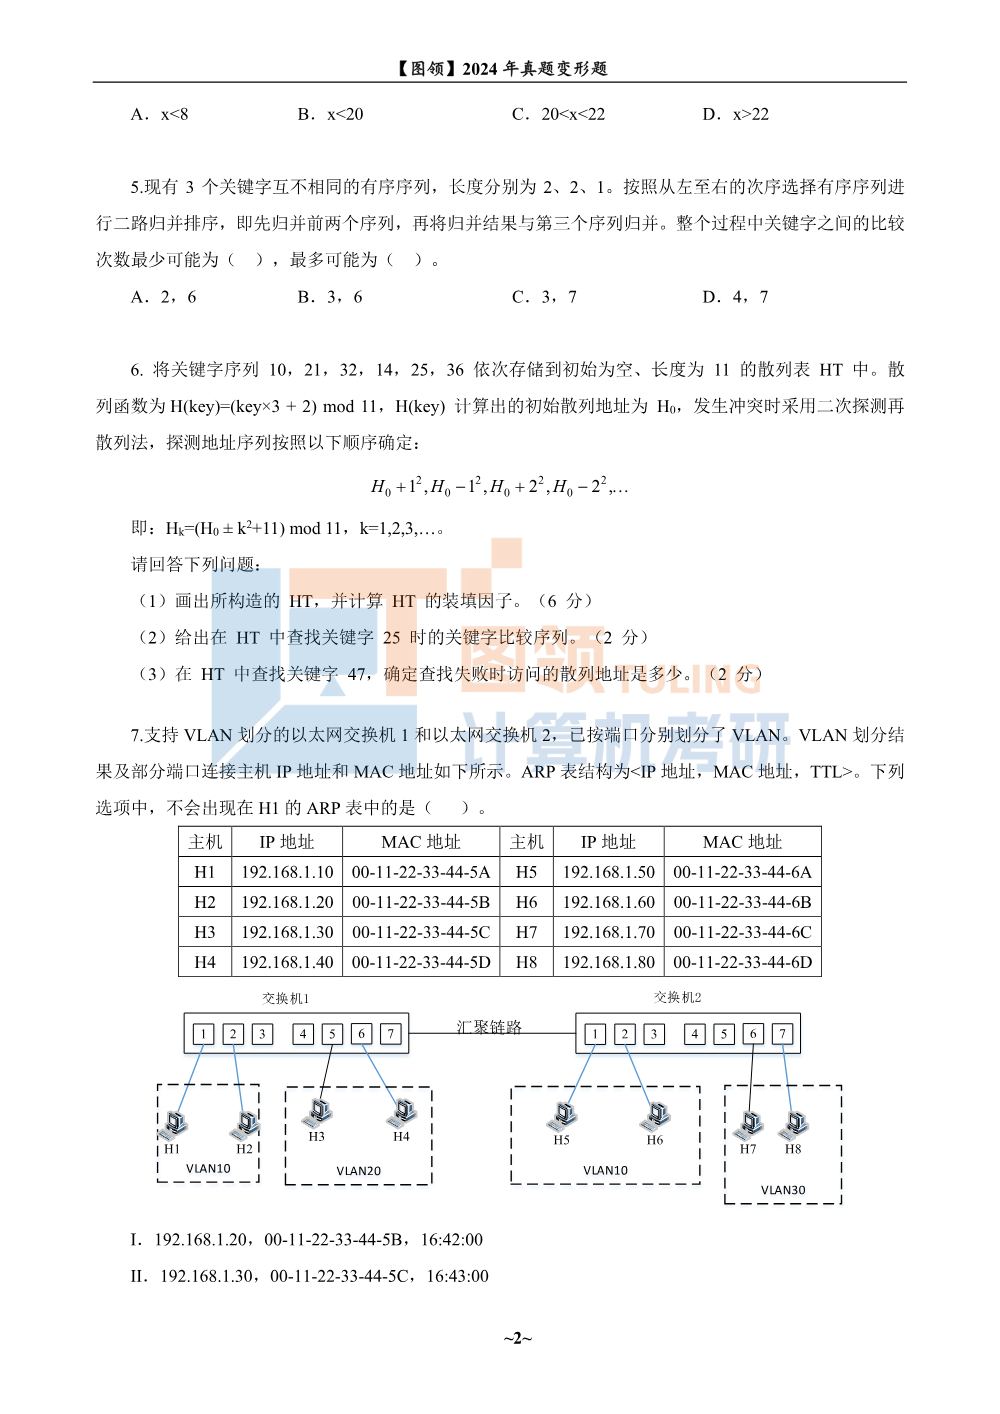 【图领】2024 年真题变形题
A．x<8 B．x<20 C．20<x<22 D．x>22
5.现有 3 个关键字互不相同的有序序列，长度分别为 2、2、1。按照从左至右的次序选择有序序列进
行二路归并排序，即先归并前两个序列，再将归并结果与第三个序列归并。整个过程中关键字之间的比较
次数最少可能为（ ），最多可能为（ ）。
A．2，6 B．3，6 C．3，7 D．4，7
6. 将关键字序列 10，21，32，14，25，36 依次存储到初始为空、长度为 11 的散列表 HT 中。散
列函数为 H(key)=(key×3 + 2) mod 11，H(key) 计算出的初始散列地址为 H₀，发生冲突时采用二次探测再
散列法，探测地址序列按照以下顺序确定：
H₀ + 1², H₀ − 1², H₀ + 2², H₀ − 2²,…
即：Hₖ=(H₀ ± k²+11) mod 11，k=1,2,3,…。
请回答下列问题：
（1）画出所构造的 HT，并计算 HT 的装填因子。（6 分）
（2）给出在 HT 中查找关键字 25 时的关键字比较序列。（2 分）
（3）在 HT 中查找关键字 47，确定查找失败时访问的散列地址是多少。（2 分）
图领 TULING
计算机考研
7.支持 VLAN 划分的以太网交换机 1 和以太网交换机 2，已按端口分别划分了 VLAN。VLAN 划分结
果及部分端口连接主机 IP 地址和 MAC 地址如下所示。ARP 表结构为<IP 地址，MAC 地址，TTL>。下列
选项中，不会出现在 H1 的 ARP 表中的是（ ）。
主机 IP 地址 MAC 地址 主机 IP 地址 MAC 地址
H1 192.168.1.10 00-11-22-33-44-5A H5 192.168.1.50 00-11-22-33-44-6A
H2 192.168.1.20 00-11-22-33-44-5B H6 192.168.1.60 00-11-22-33-44-6B
H3 192.168.1.30 00-11-22-33-44-5C H7 192.168.1.70 00-11-22-33-44-6C
H4 192.168.1.40 00-11-22-33-44-5D H8 192.168.1.80 00-11-22-33-44-6D
交换机1 交换机2
1 2 3 4 5 6 7 汇聚链路 1 2 3 4 5 6 7
H1 H2 H3 H4 H5 H6 H7 H8
VLAN10 VLAN20 VLAN10 VLAN30
I．192.168.1.20，00-11-22-33-44-5B，16:42:00
II．192.168.1.30，00-11-22-33-44-5C，16:43:00
~2~